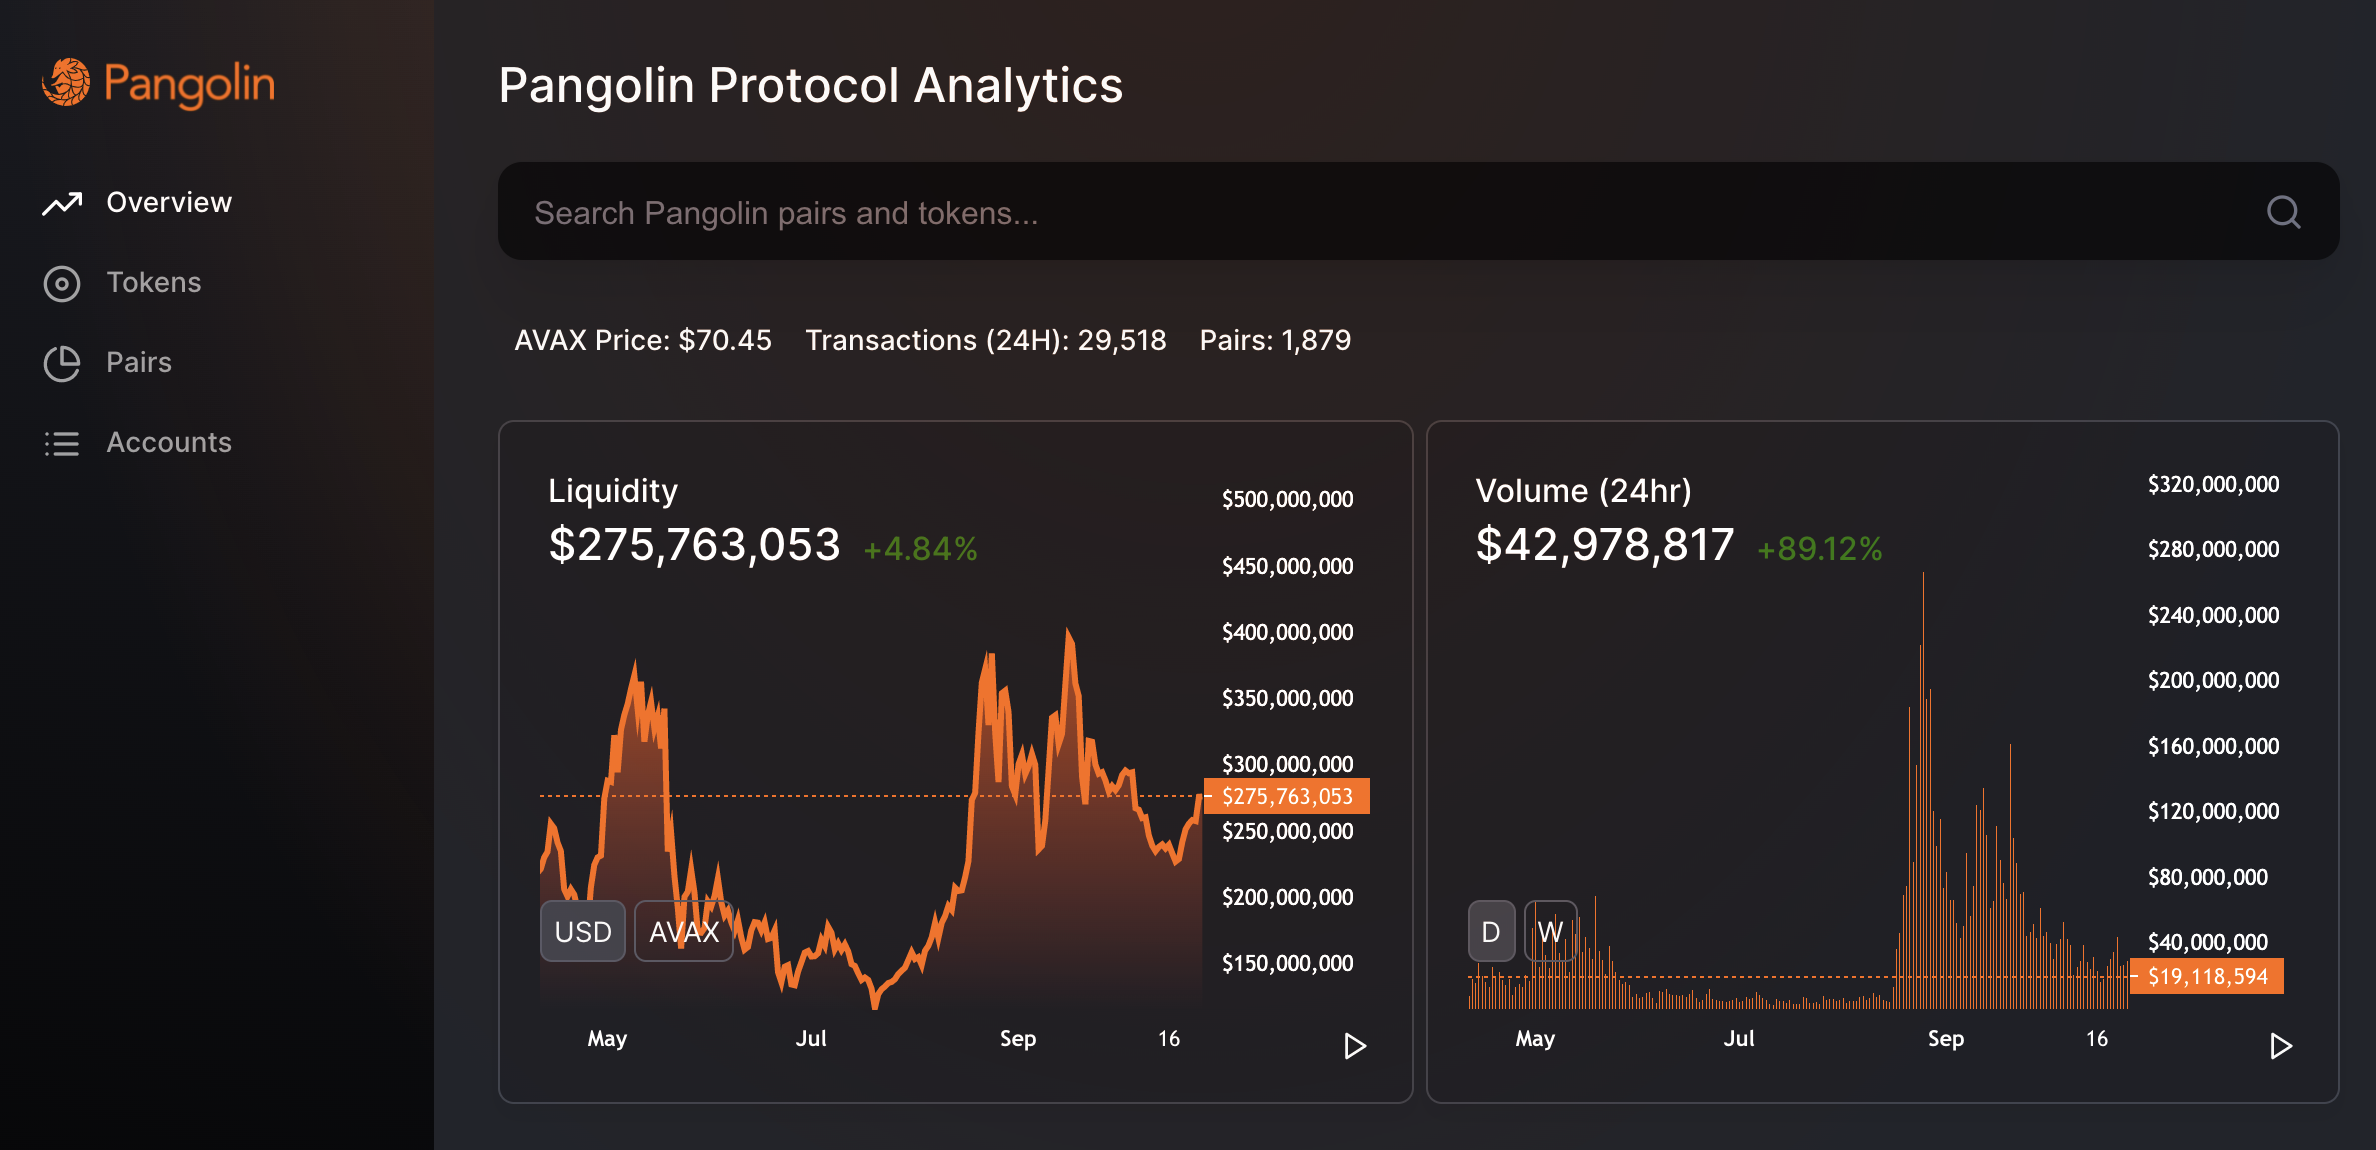 Pangolin
Overview
Tokens
Pairs
Accounts
Pangolin Protocol Analytics
Search Pangolin pairs and tokens...
AVAX Price: $70.45 Transactions (24H): 29,518 Pairs: 1,879
Liquidity
$275,763,053 +4.84%
$500,000,000
$450,000,000
$400,000,000
$350,000,000
$300,000,000
$275,763,053
$250,000,000
$200,000,000
$150,000,000
USD AVAX
May Jul Sep 16
Volume (24hr)
$42,978,817 +89.12%
$320,000,000
$280,000,000
$240,000,000
$200,000,000
$160,000,000
$120,000,000
$80,000,000
$40,000,000
$19,118,594
D W
May Jul Sep 16